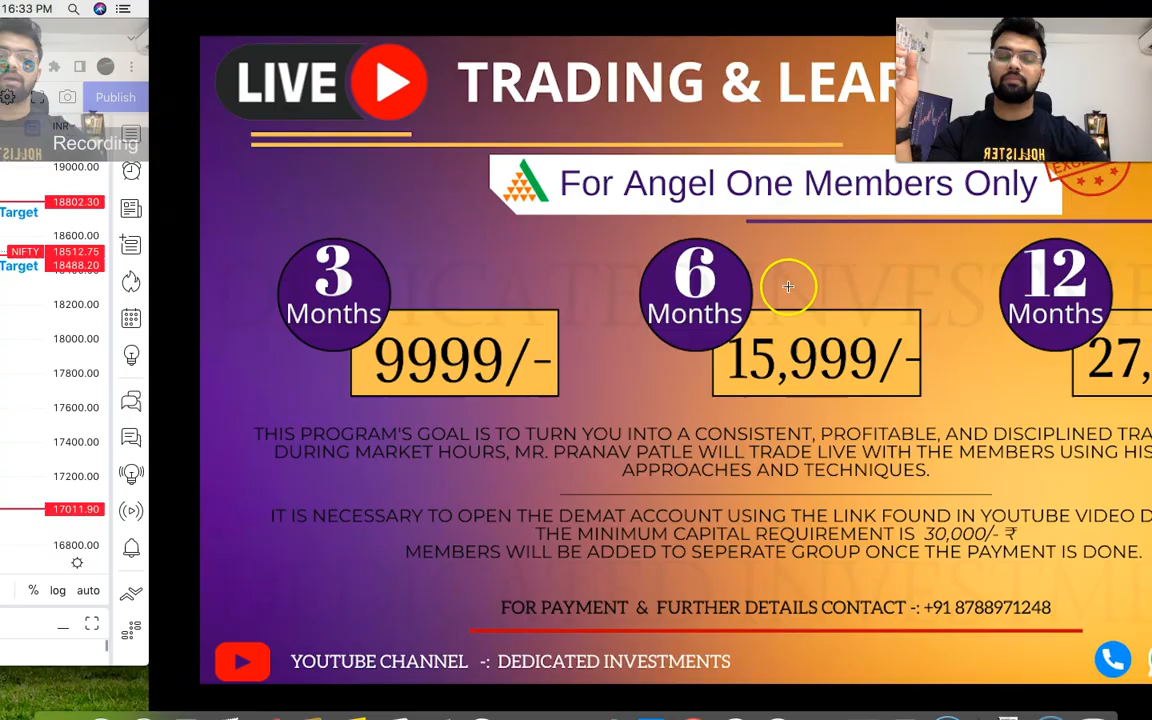 16:33 PM
Publish
INR
Recording
19000.00
18802.30
Target
18600.00
NIFTY 18512.75
Target 18488.20
18200.00
18000.00
17800.00
17600.00
17400.00
17200.00
17011.90
16800.00
% log auto
LIVE TRADING & LEAR
HOLLISTER
For Angel One Members Only
3
Months
9999/-
6
Months
15,999/-
12
Months
27,
THIS PROGRAM'S GOAL IS TO TURN YOU INTO A CONSISTENT, PROFITABLE, AND DISCIPLINED TRA
DURING MARKET HOURS, MR. PRANAV PATLE WILL TRADE LIVE WITH THE MEMBERS USING HIS
APPROACHES AND TECHNIQUES.
IT IS NECESSARY TO OPEN THE DEMAT ACCOUNT USING THE LINK FOUND IN YOUTUBE VIDEO D
THE MINIMUM CAPITAL REQUIREMENT IS 30,000/- ₹
MEMBERS WILL BE ADDED TO SEPERATE GROUP ONCE THE PAYMENT IS DONE.
FOR PAYMENT & FURTHER DETAILS CONTACT -: +91 8788971248
YOUTUBE CHANNEL -: DEDICATED INVESTMENTS